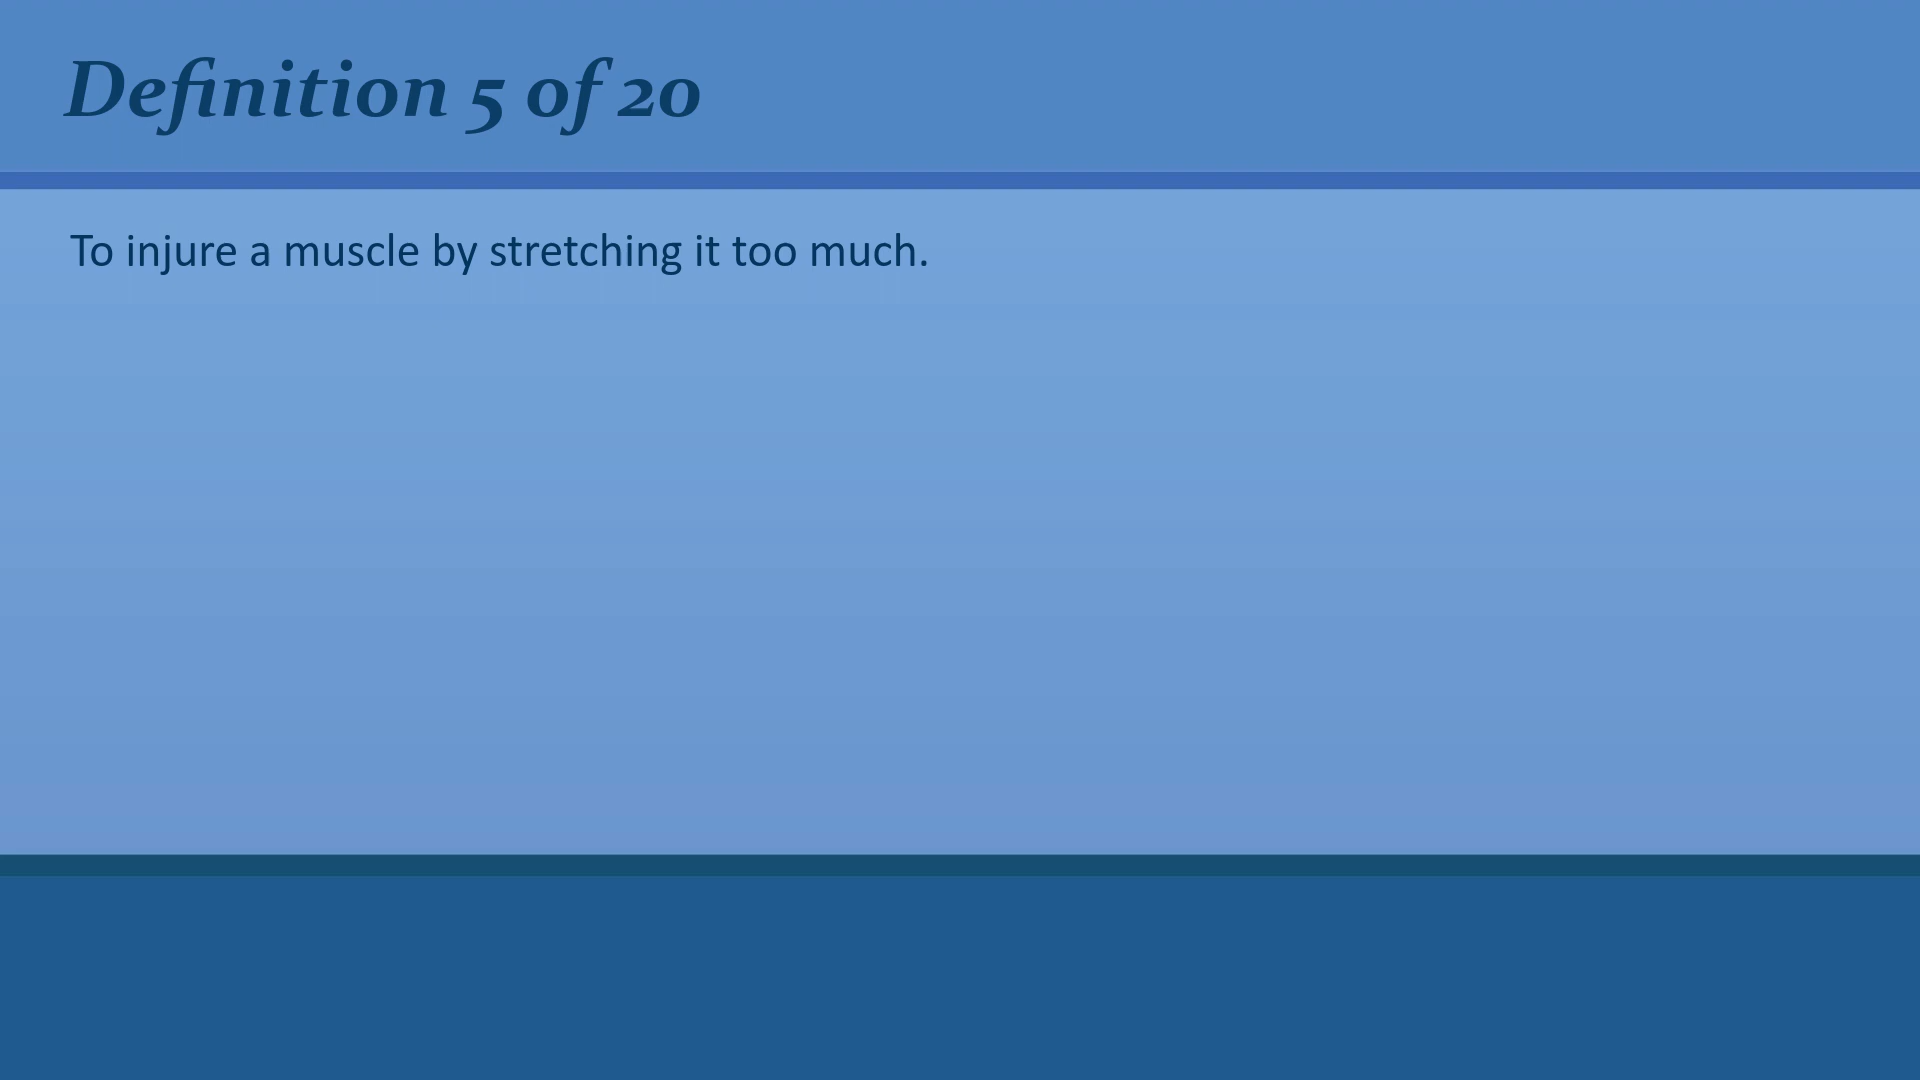 Definition 5 of 20
To injure a muscle by stretching it too much.